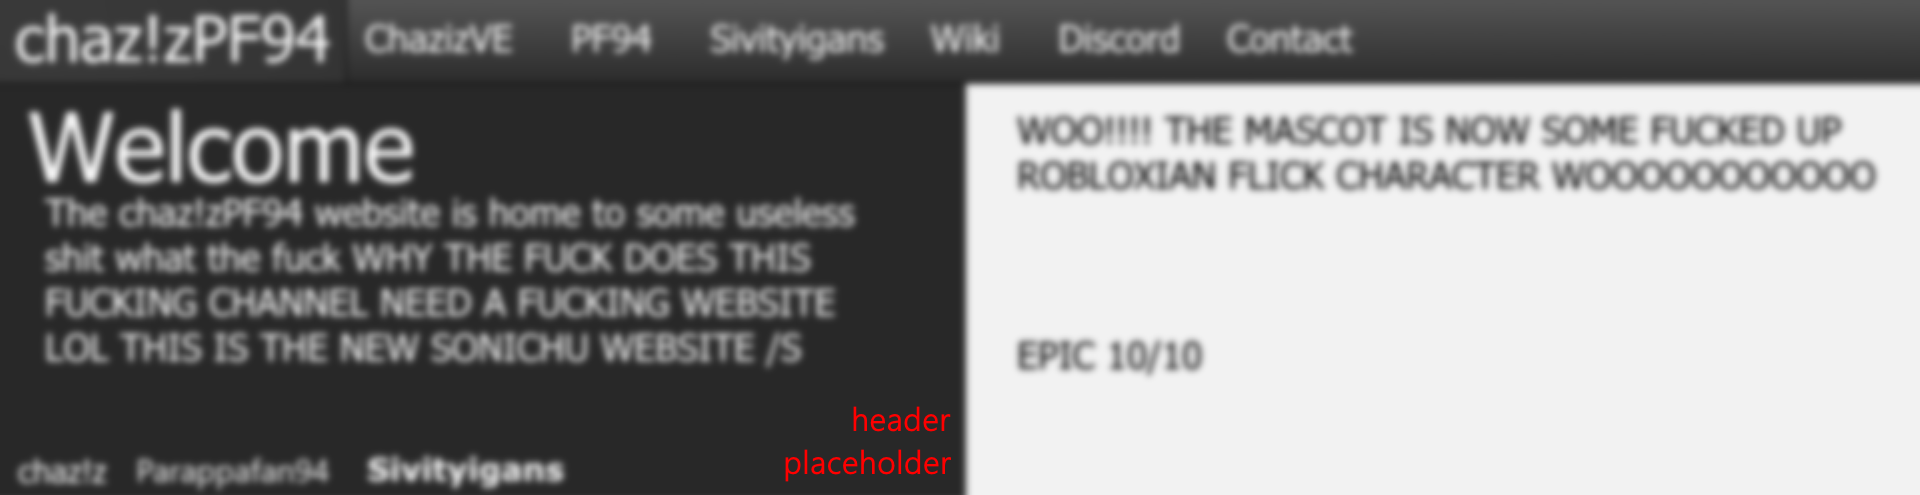 chaz!zPF94 ChazizVE PF94 Sivityigans Wiki Discord Contact
Welcome
The chaz!zPF94 website is home to some useless
shit what the fuck WHY THE FUCK DOES THIS
FUCKING CHANNEL NEED A FUCKING WEBSITE
LOL THIS IS THE NEW SONICHU WEBSITE /S
WOO!!!! THE MASCOT IS NOW SOME FUCKED UP
ROBLOXIAN FLICK CHARACTER WOOOOOOOOOOO
EPIC 10/10
header
placeholder
chaz!z Parappafan94 Sivityigans